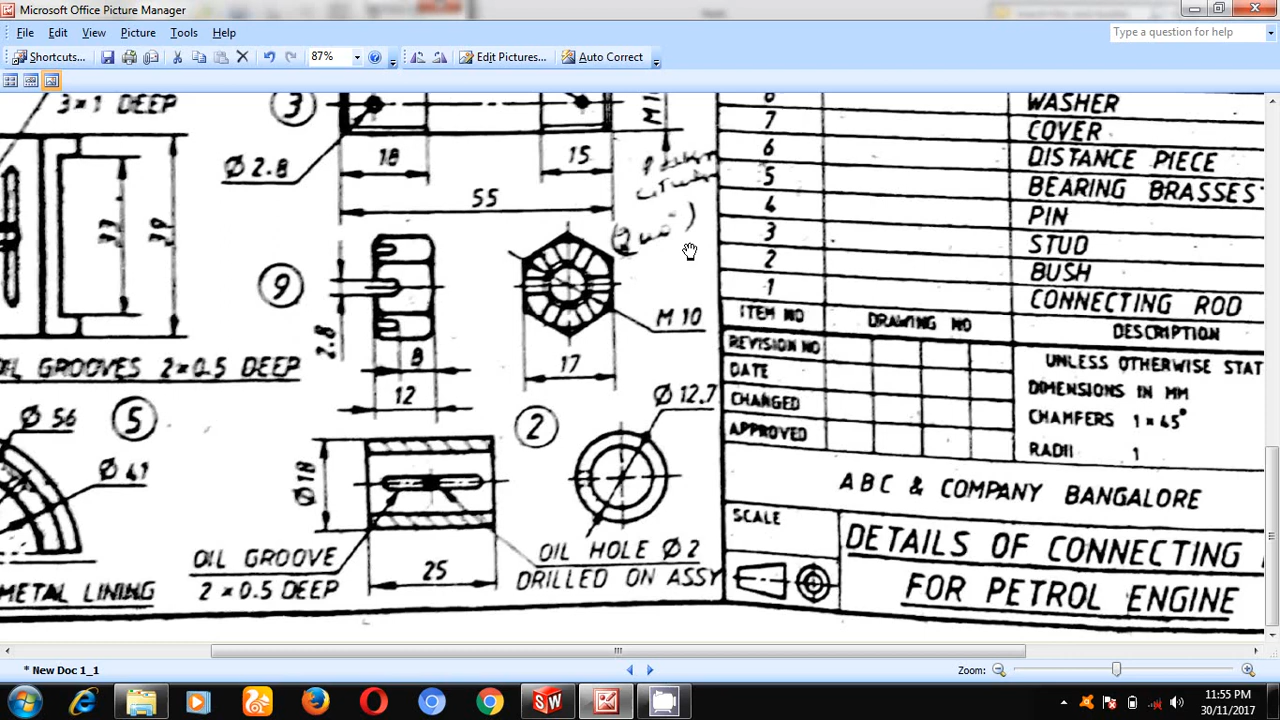 Microsoft Office Picture Manager
File Edit View Picture Tools Help
Type a question for help
Shortcuts...
87%
Edit Pictures...
Auto Correct
3×1 DEEP
3
Ø 2.8
18
15
55
37
39
9
2.8
8
12
M 10
17
OIL GROOVES 2×0.5 DEEP
Ø 56
5
Ø 41
METAL LINING
2
Ø 12.7
Ø 18
25
OIL GROOVE
2 × 0.5 DEEP
OIL HOLE Ø 2
DRILLED ON ASSY
8 WASHER
7 COVER
6 DISTANCE PIECE
5 BEARING BRASSES
4 PIN
3 STUD
2 BUSH
1 CONNECTING ROD
ITEM NO DRAWING NO DESCRIPTION
REVISION NO
DATE
CHANGED
APPROVED
UNLESS OTHERWISE STAT
DIMENSIONS IN MM
CHAMFERS 1 × 45°
RADII 1
ABC & COMPANY BANGALORE
SCALE
DETAILS OF CONNECTING
FOR PETROL ENGINE
* New Doc 1_1
Zoom:
11:55 PM
30/11/2017